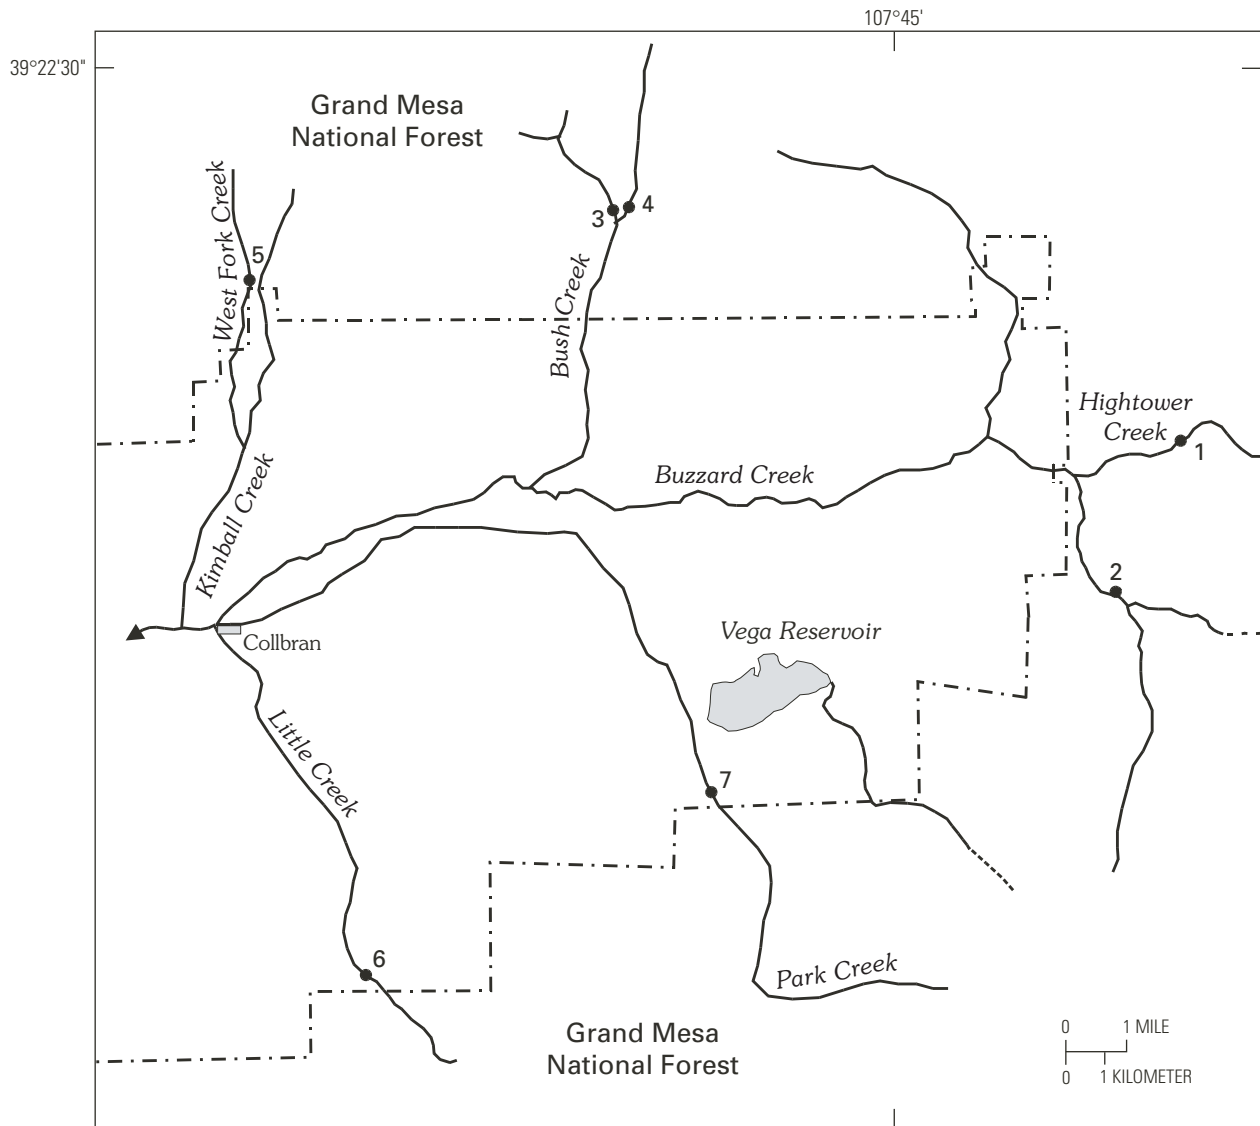 107°45'
39°22'30"
Grand Mesa
National Forest
West Fork Creek
5
3
4
Bush Creek
Hightower
Creek
1
Kimball Creek
Buzzard Creek
2
Collbran
Vega Reservoir
Little Creek
7
6
Park Creek
Grand Mesa
National Forest
0 1 MILE
0 1 KILOMETER